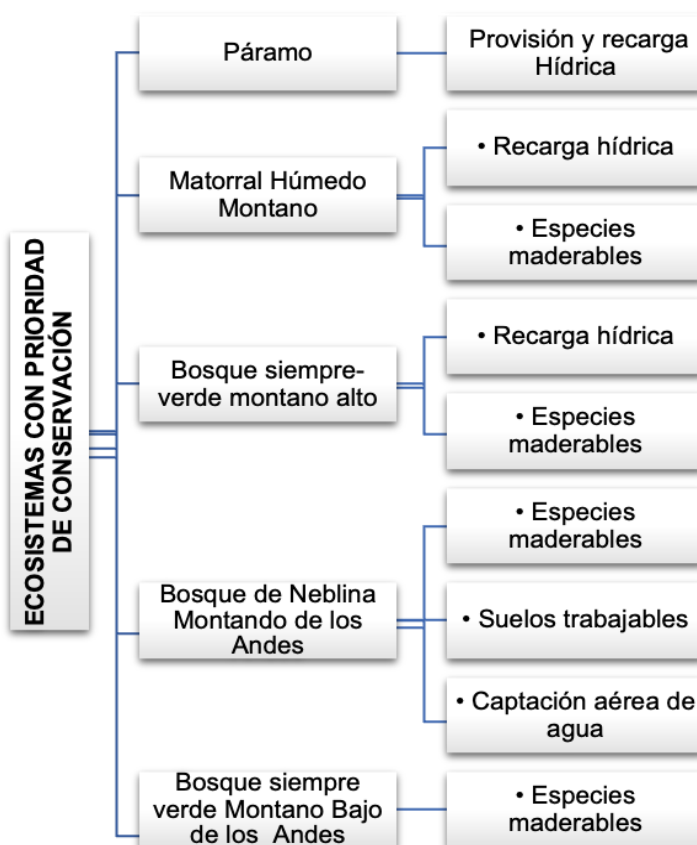 ECOSISTEMAS CON PRIORIDAD
DE CONSERVACIÓN
Páramo
Provisión y recarga
Hídrica
Matorral Húmedo
Montano
• Recarga hídrica
• Especies
maderables
Bosque siempre-
verde montano alto
• Recarga hídrica
• Especies
maderables
Bosque de Neblina
Montando de los
Andes
• Especies
maderables
• Suelos trabajables
• Captación aérea de
agua
Bosque siempre
verde Montano Bajo
de los Andes
• Especies
maderables